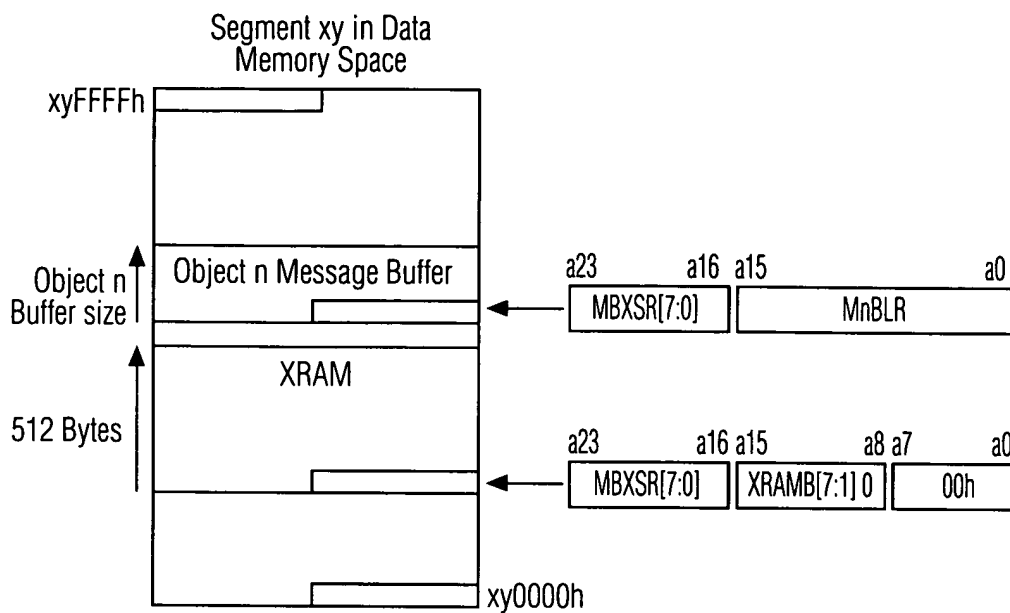 Segment xy in Data
Memory Space
xyFFFFh
Object n
Buffer size
Object n Message Buffer
a23 a16 a15 a0
MBXSR[7:0] MnBLR
XRAM
512 Bytes
a23 a16 a15 a8 a7 a0
MBXSR[7:0] XRAMB[7:1] 0 00h
xy0000h